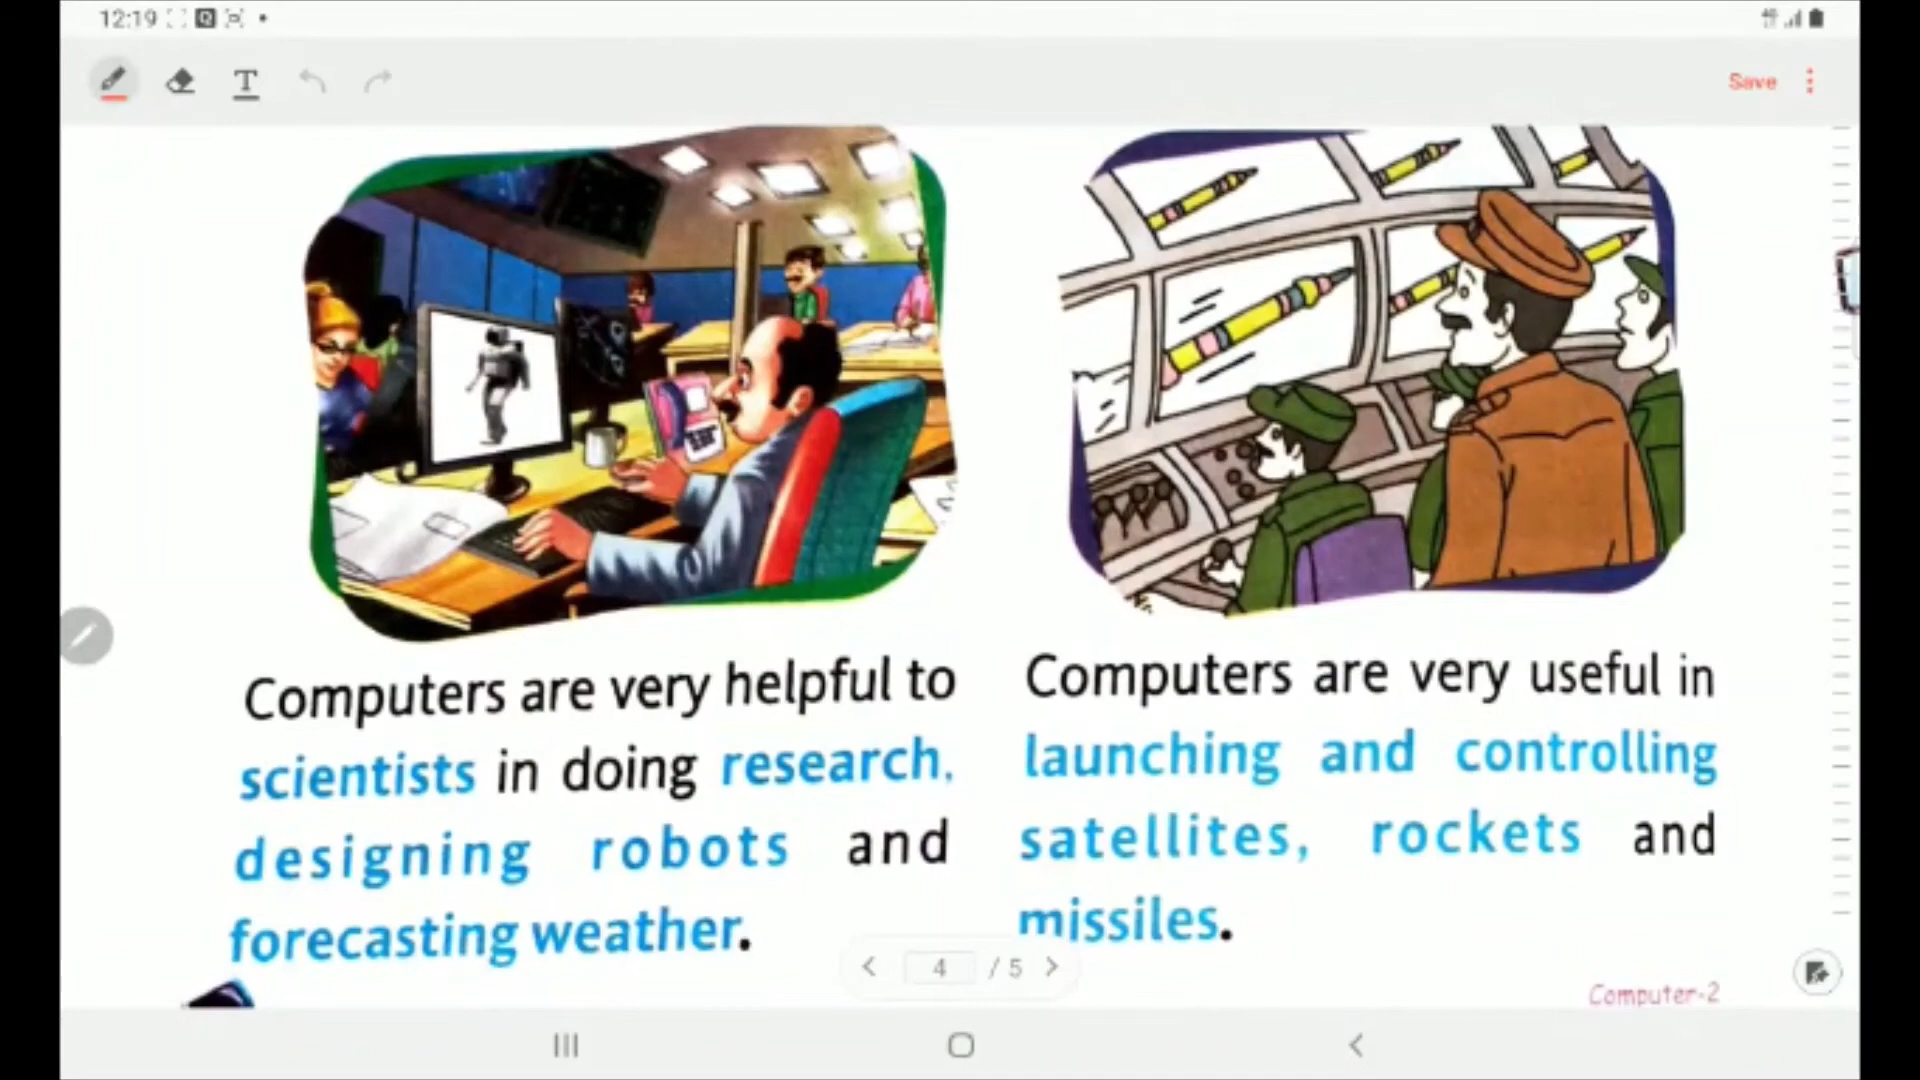 12:19
T
Save
Computers are very helpful to
scientists in doing research,
designing robots and
forecasting weather.
Computers are very useful in
launching and controlling
satellites, rockets and
missiles.
4 / 5
Computer-2